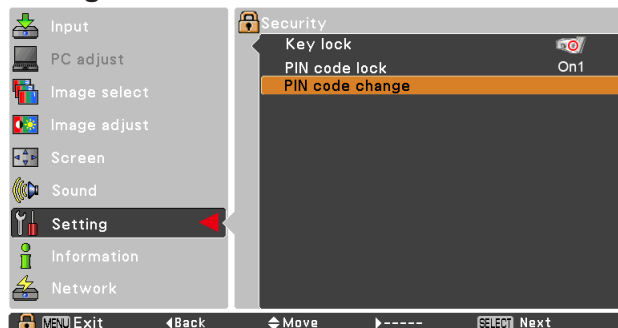 Input
PC adjust
Image select
Image adjust
Screen
Sound
Setting
Information
Network
Security
Key lock
PIN code lock On1
PIN code change
MENU Exit Back Move ----- SELECT Next